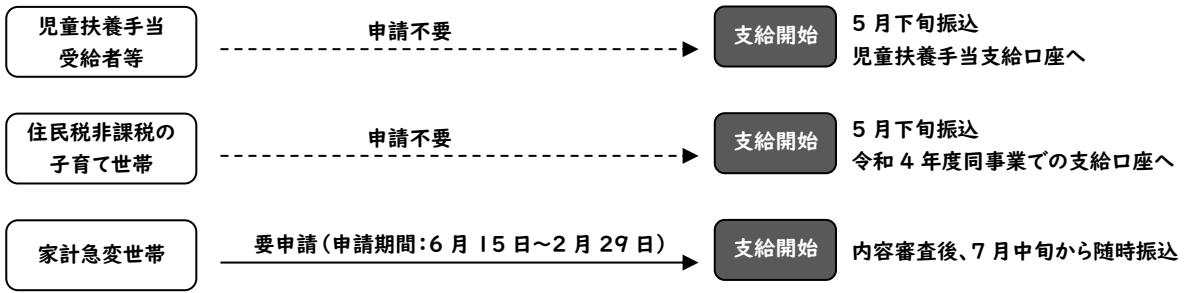 児童扶養手当
受給者等
申請不要
支給開始
5月下旬振込
児童扶養手当支給口座へ
住民税非課税の
子育て世帯
申請不要
支給開始
5月下旬振込
令和4年度同事業での支給口座へ
家計急変世帯
要申請(申請期間:6月15日~2月29日)
支給開始
内容審査後、7月中旬から随時振込